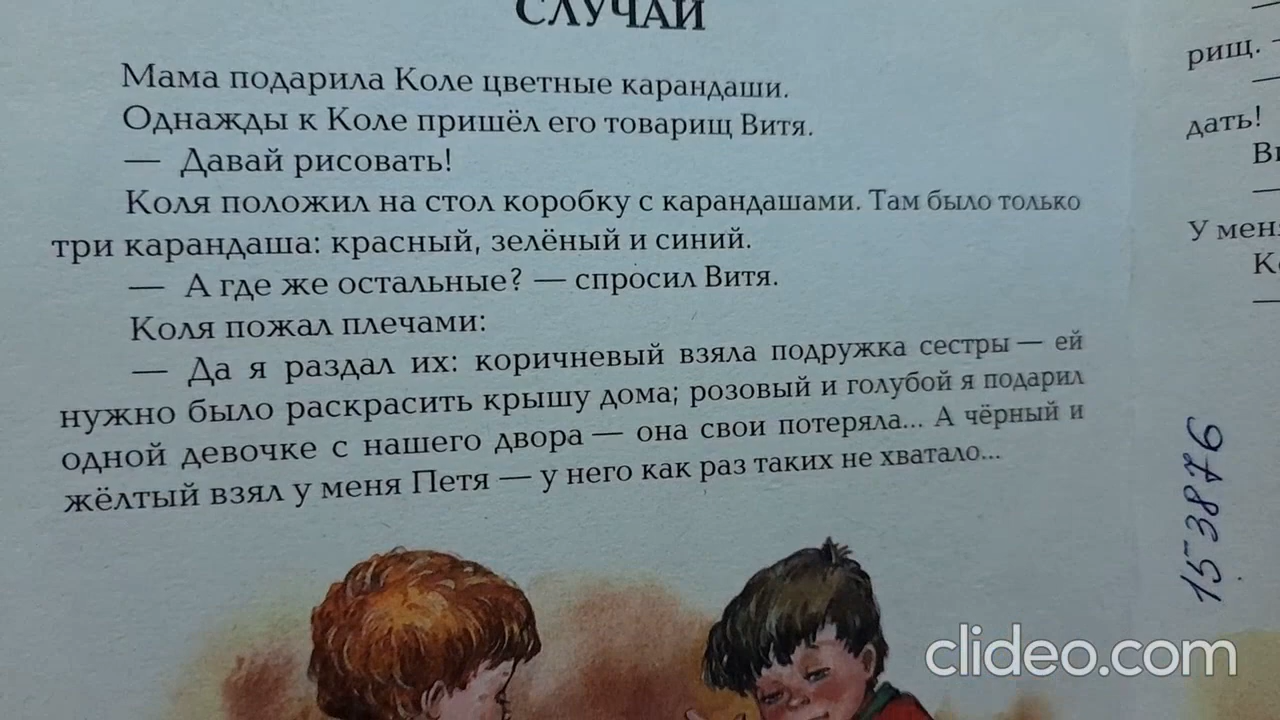 СЛУЧАЙ
Мама подарила Коле цветные карандаши.
Однажды к Коле пришёл его товарищ Витя.
— Давай рисовать!
Коля положил на стол коробку с карандашами. Там было только
три карандаша: красный, зелёный и синий.
— А где же остальные? — спросил Витя.
Коля пожал плечами:
— Да я раздал их: коричневый взяла подружка сестры — ей
нужно было раскрасить крышу дома; розовый и голубой я подарил
одной девочке с нашего двора — она свои потеряла... А чёрный и
жёлтый взял у меня Петя — у него как раз таких не хватало...
рищ. —
—
дать!
—
У меня
—
153876
clideo.com